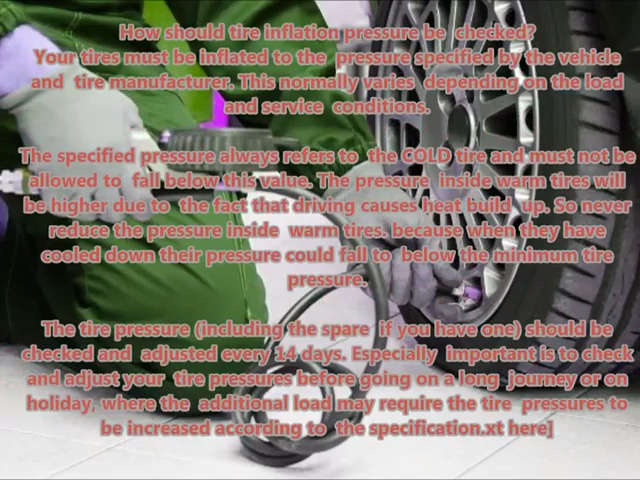 How should tire inflation pressure be checked?
Your tires must be inflated to the pressure specified by the vehicle
and tire manufacturer. This normally varies depending on the load
and service conditions.
The specified pressure always refers to the COLD tire and must not be
allowed to fall below this value. The pressure inside warm tires will
be higher due to the fact that driving causes heat build up. So never
reduce the pressure inside warm tires. because when they have
cooled down their pressure could fall to below the minimum tire
pressure.
The tire pressure (including the spare if you have one) should be
checked and adjusted every 14 days. Especially important is to check
and adjust your tire pressures before going on a long journey or on
holiday, where the additional load may require the tire pressures to
be increased according to the specification.xt here]